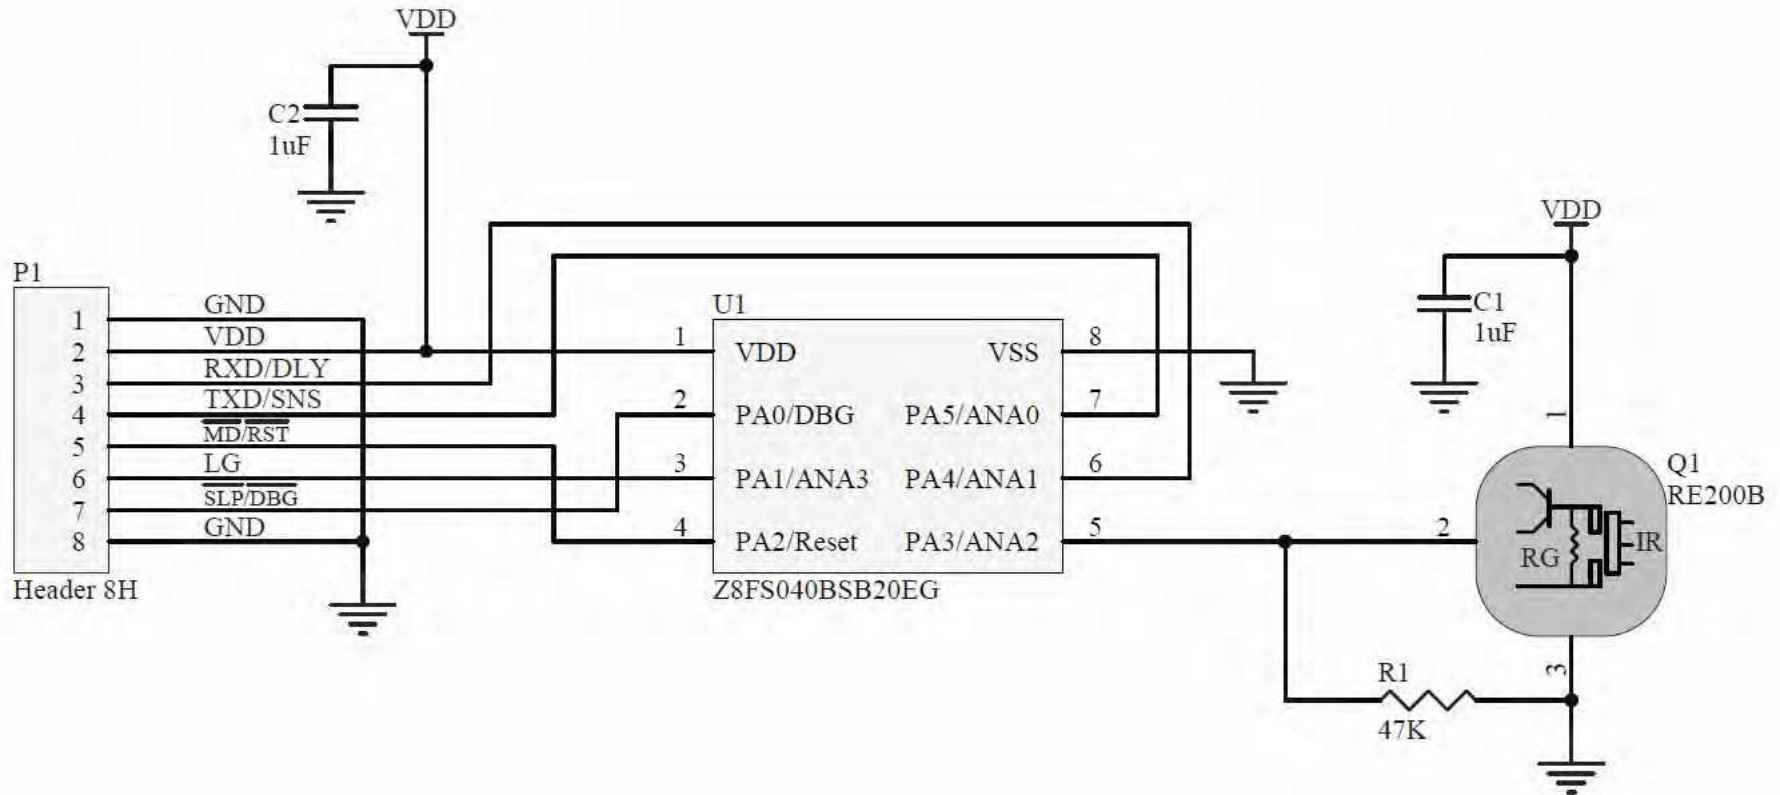 VDD
C2
1uF
VDD
P1
GND
U1
C1
1
VDD
1
VDD
VSS
8
1uF
2
RXD/DLY
3
TXD/SNS
2
PA0/DBG
PA5/ANA0
7
1
4
MD/RST
5
LG
3
PA1/ANA3
PA4/ANA1
6
Q1
6
SLP/DBG
RE200B
7
GND
4
PA2/Reset
PA3/ANA2
5
2
RG
IR
8
Header 8H
Z8FS040BSB20EG
R1
3
47K